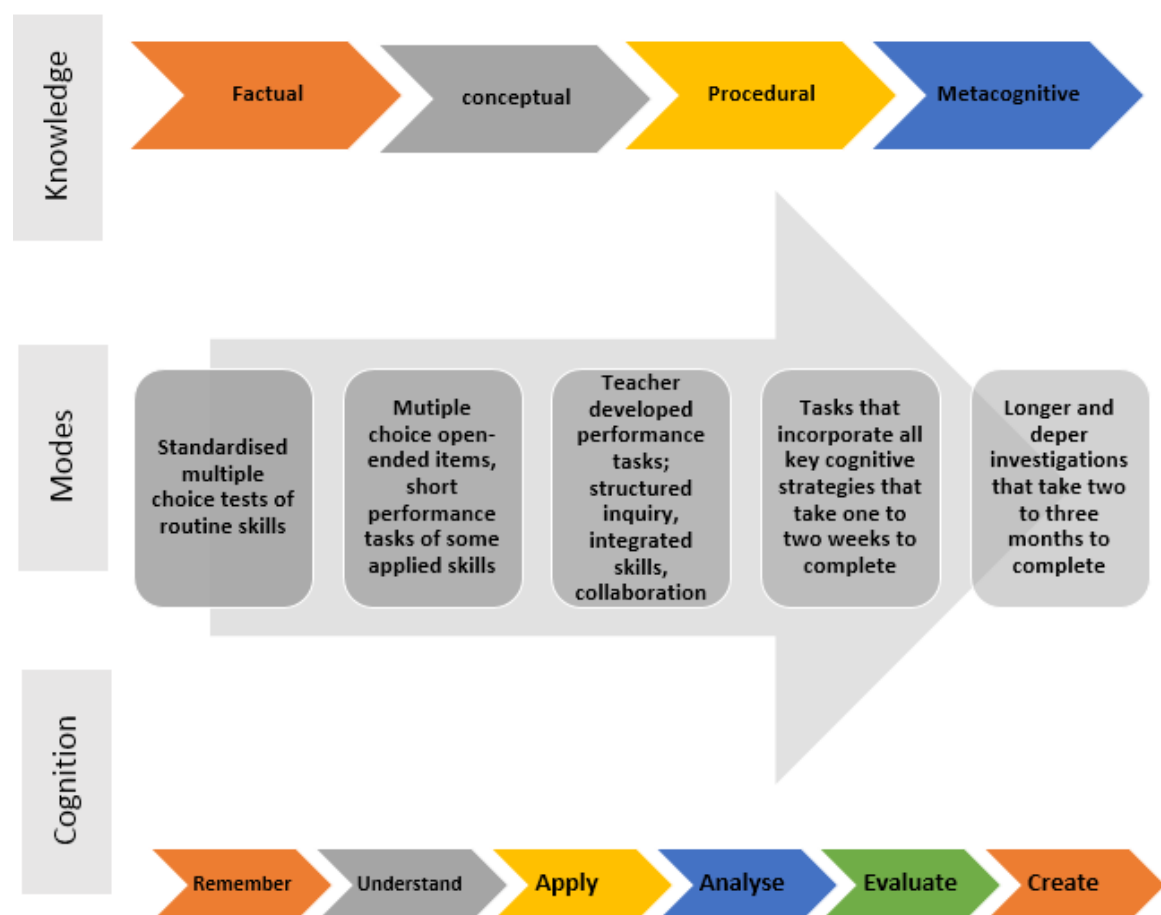 Knowledge
Factual
conceptual
Procedural
Metacognitive
Modes
Standardised
multiple
choice tests of
routine skills
Mutiple
choice open-
ended items,
short
performance
tasks of some
applied skills
Teacher
developed
performance
tasks;
structured
inquiry,
integrated
skills,
collaboration
Tasks that
incorporate all
key cognitive
strategies that
take one to
two weeks to
complete
Longer and
deper
investigations
that take two
to three
months to
complete
Cognition
Remember
Understand
Apply
Analyse
Evaluate
Create